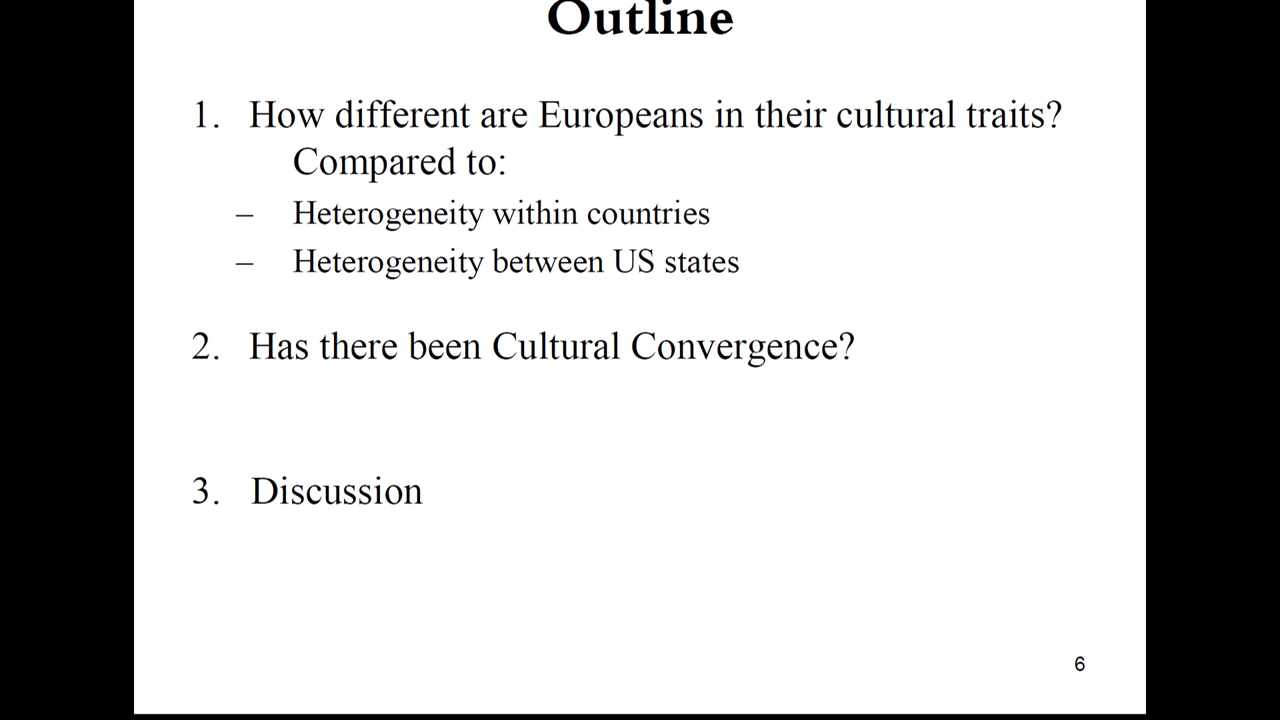 Outline
1. How different are Europeans in their cultural traits?
Compared to:
– Heterogeneity within countries
– Heterogeneity between US states
2. Has there been Cultural Convergence?
3. Discussion
6